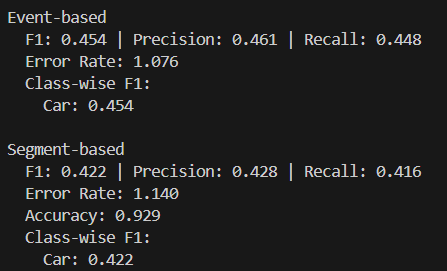 Event-based
F1: 0.454 | Precision: 0.461 | Recall: 0.448
Error Rate: 1.076
Class-wise F1:
Car: 0.454
Segment-based
F1: 0.422 | Precision: 0.428 | Recall: 0.416
Error Rate: 1.140
Accuracy: 0.929
Class-wise F1:
Car: 0.422